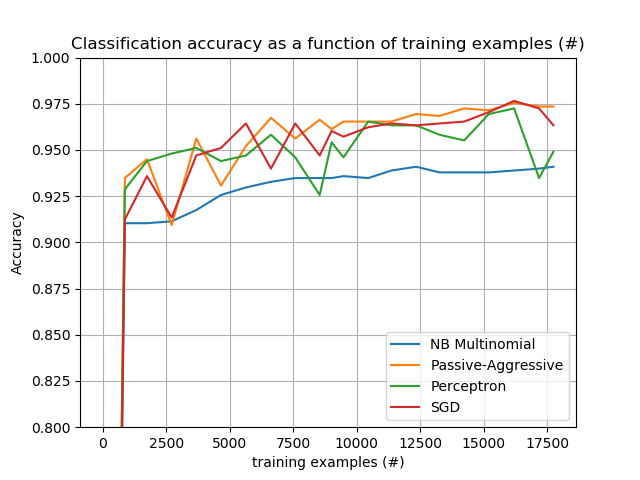 Classification accuracy as a function of training examples (#)
1.000
0.975
0.950
0.925
0.900
0.875
0.850
0.825
0.800
Accuracy
NB Multinomial
Passive-Aggressive
Perceptron
SGD
0 2500 5000 7500 10000 12500 15000 17500
training examples (#)